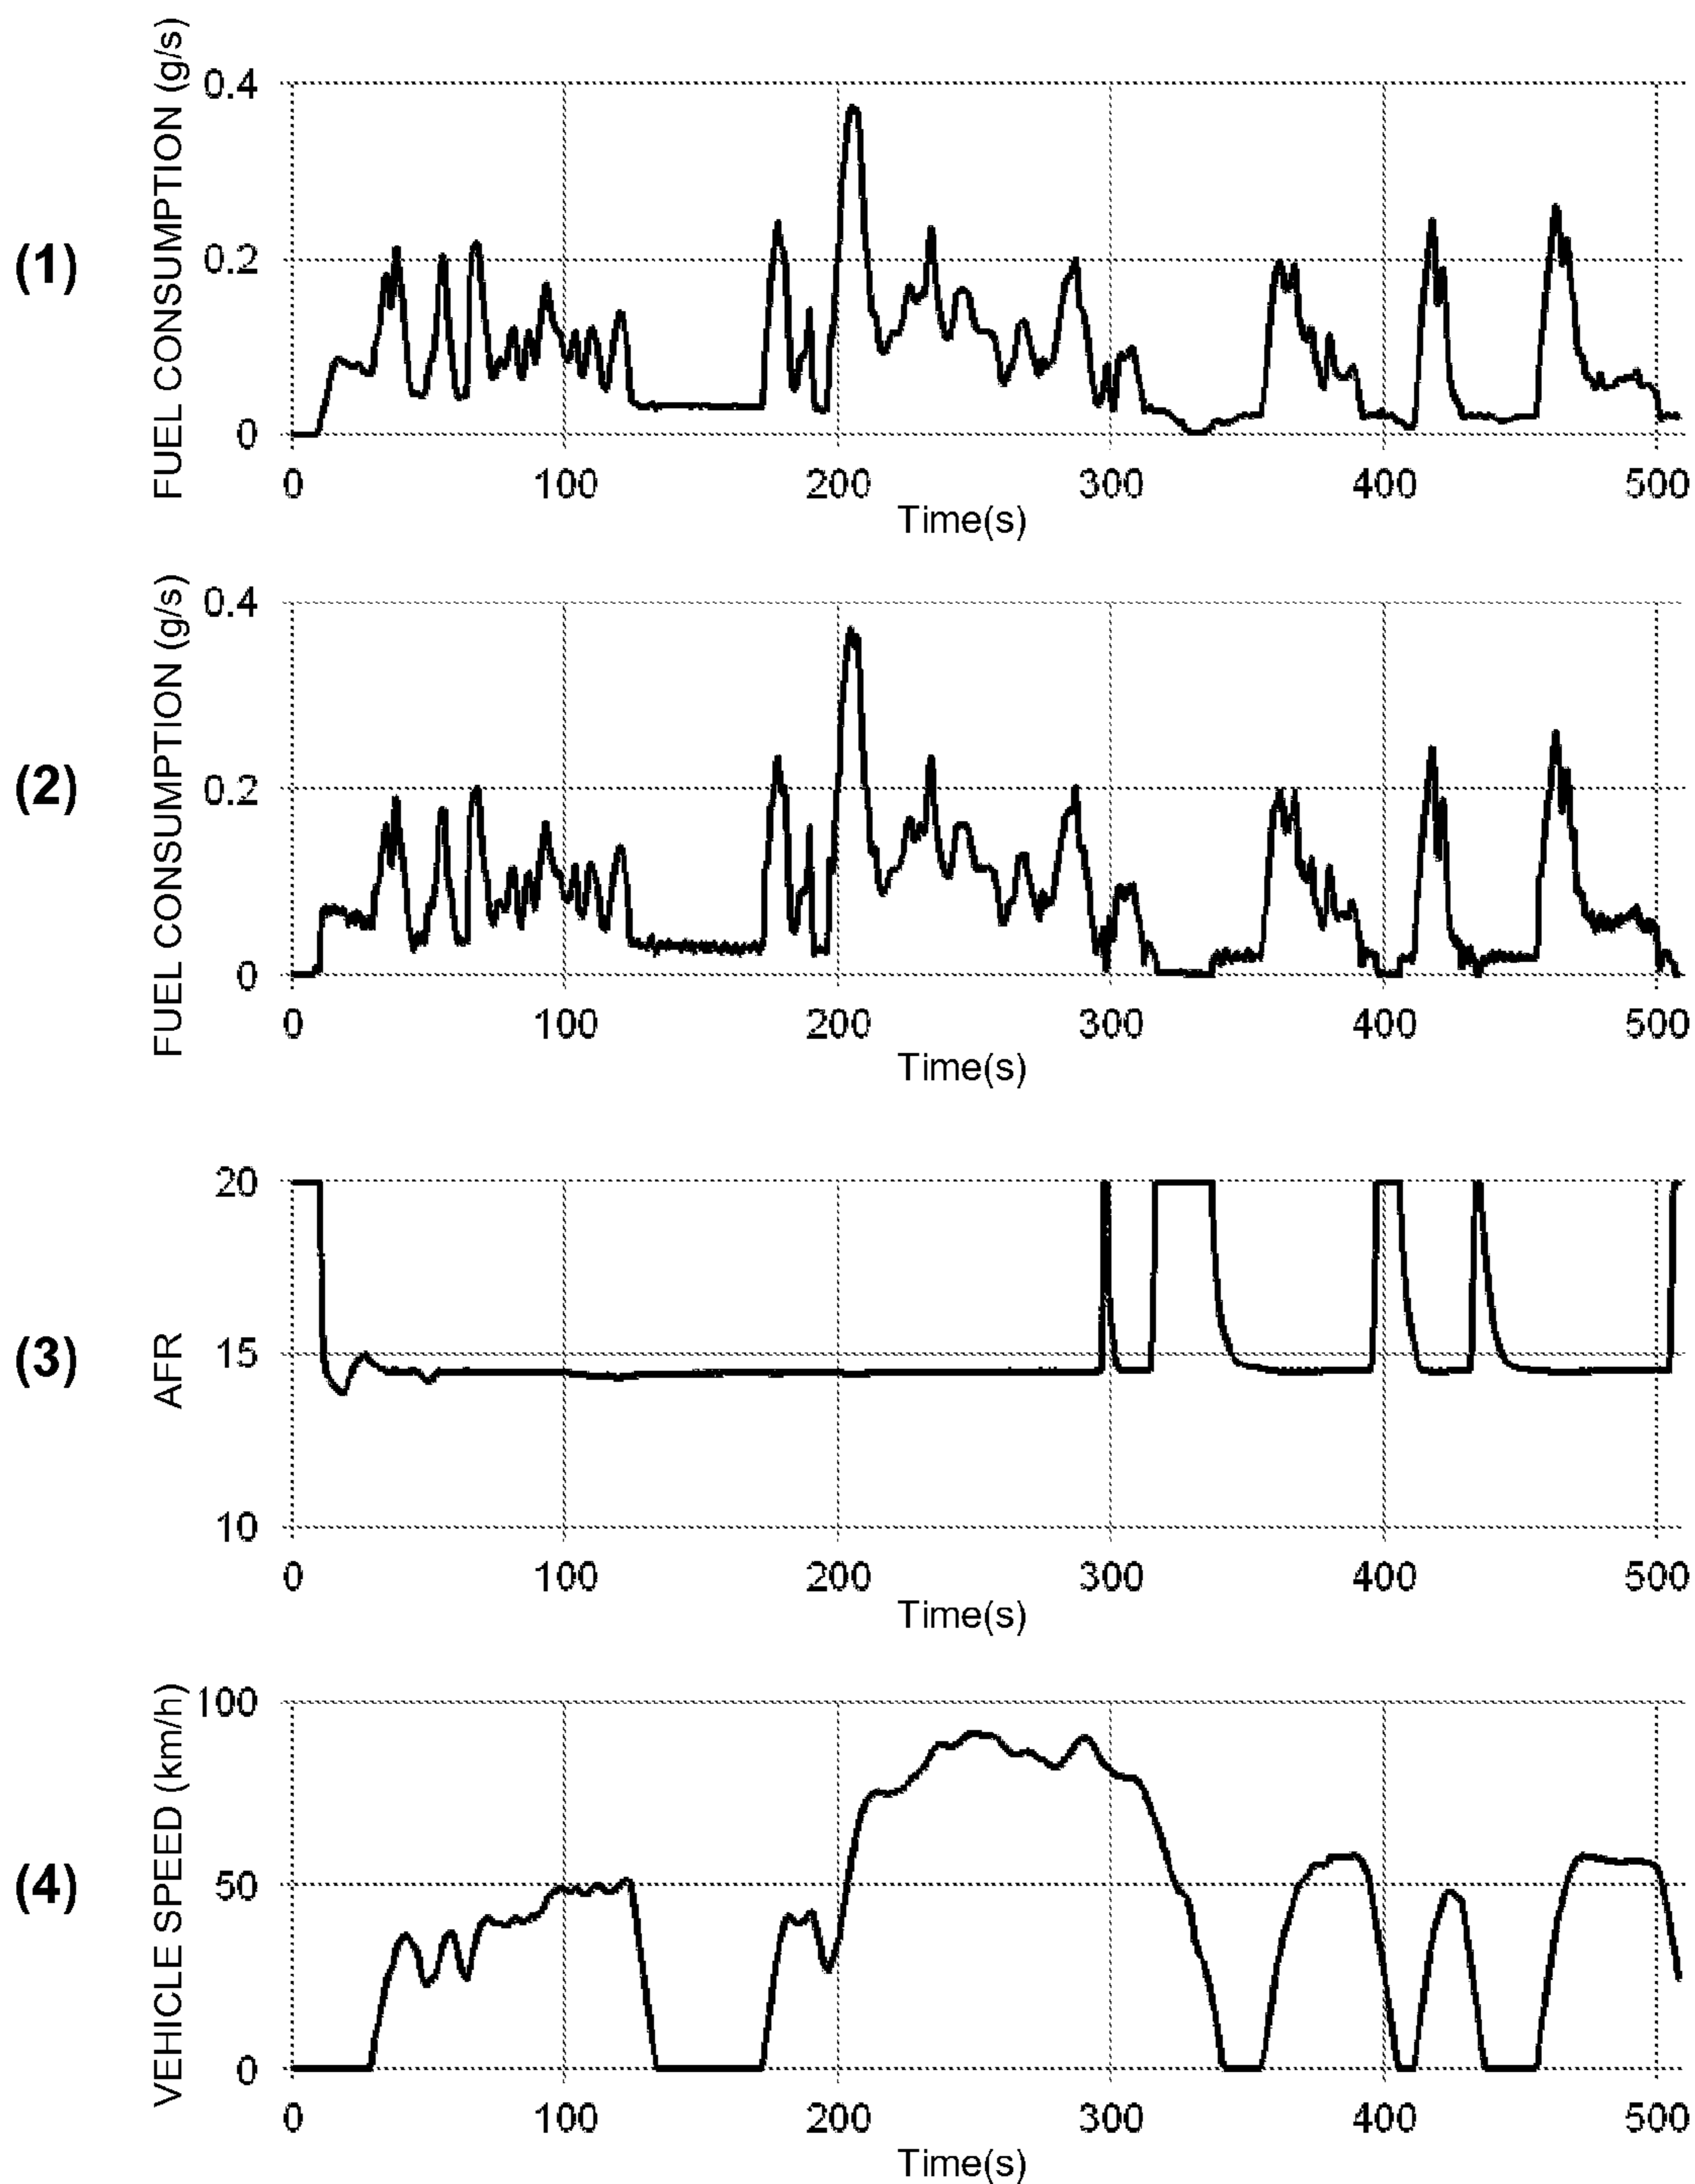 (1)
FUEL CONSUMPTION (g/s)
0.4
0.2
0
0 100 200 300 400 500
Time(s)
(2)
FUEL CONSUMPTION (g/s)
0.4
0.2
0
0 100 200 300 400 500
Time(s)
(3)
AFR
20
15
10
0 100 200 300 400 500
Time(s)
(4)
VEHICLE SPEED (km/h)
100
50
0
0 100 200 300 400 500
Time(s)